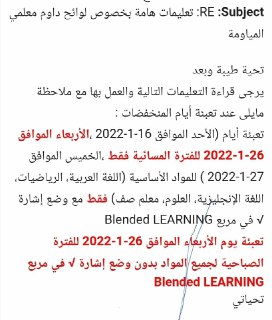 Subject: RE: تعليمات هامة بخصوص لوائح دوام معلمي
المياومة
تحية طيبة وبعد
يرجى قراءة التعليمات التالية والعمل بها مع ملاحظة
مايلى عند تعبئة أيام المنخفضات :
تعبئة أيام (الأحد الموافق 16-1-2022 ,الأربعاء الموافق
26-1-2022 للفترة المسائية فقط ,الخميس الموافق
27-1-2022 ) للمواد الأساسية (اللغة العربية، الرياضيات،
اللغة الإنجليزية، العلوم، معلم صف) فقط مع وضع إشارة
√ في مربع Blended LEARNING
تعبئة يوم الأربعاء الموافق 26-1-2022 للفترة
الصباحية لجميع المواد بدون وضع إشارة √ في مربع
Blended LEARNING
تحياتي